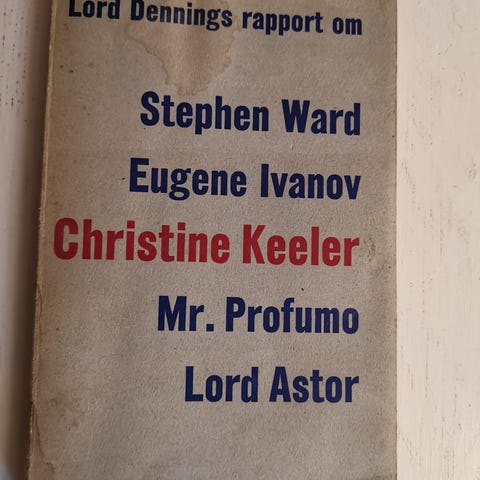 Lord Dennings rapport om
Stephen Ward
Eugene Ivanov
Christine Keeler
Mr. Profumo
Lord Astor